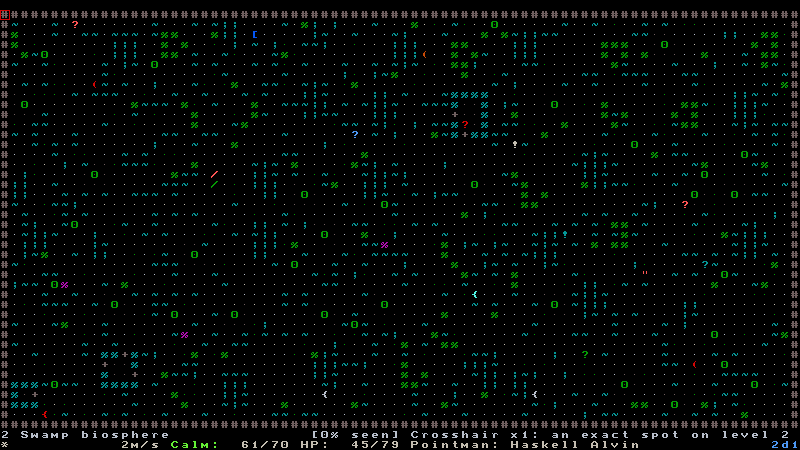 2 Swamp biosphere [0% seen] Crosshair x1: an exact spot on level 2
* 2m/s Calm: 61/70 HP: 45/79 Pointman: Haskell Alvin 2d1